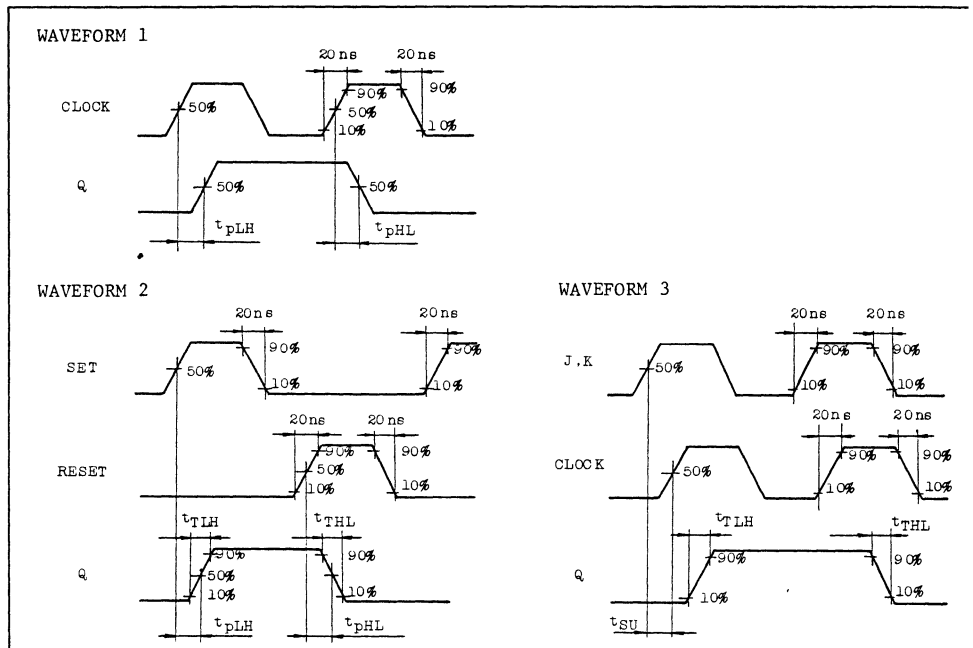 WAVEFORM 1
20ns 20ns
CLOCK 50% 90% 50% 10% 90% 10%
Q 50% 50%
tpLH tpHL
WAVEFORM 2
20ns 20ns
SET 50% 90% 10% 90% 10%
20ns 20ns
RESET 90% 50% 10% 90% 10%
tTLH tTHL
Q 90% 50% 10% 90% 10%
tpLH tpHL
WAVEFORM 3
20ns 20ns
J,K 50% 90% 10% 90% 10%
20ns 20ns
CLOCK 50% 90% 10% 90% 10%
tTLH tTHL
Q 90% 10% 90% 10%
tSU